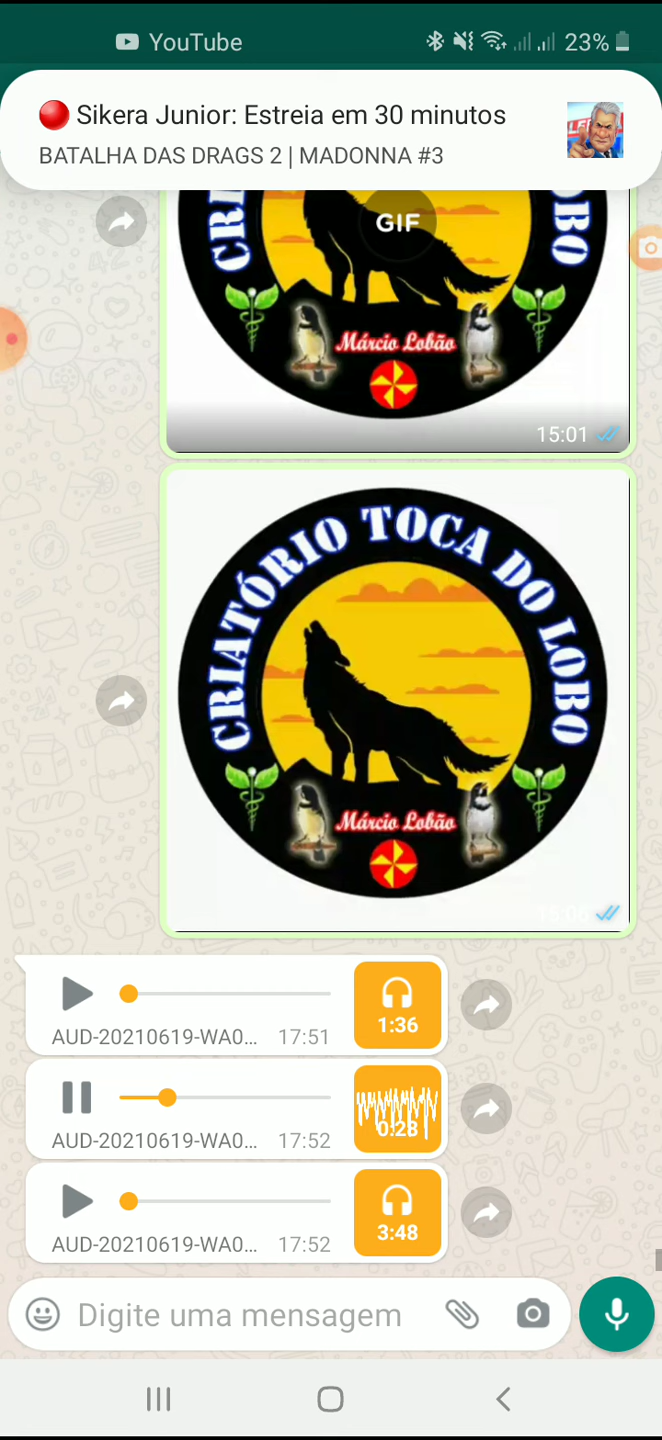 YouTube
23%
Sikera Junior: Estreia em 30 minutos
BATALHA DAS DRAGS 2 | MADONNA #3
GIF
Márcio Lobão
15:01
CRIATÓRIO TOCA DO LOBO
Márcio Lobão
AUD-20210619-WA0...
17:51
1:36
AUD-20210619-WA0...
17:52
0:28
AUD-20210619-WA0...
17:52
3:48
Digite uma mensagem